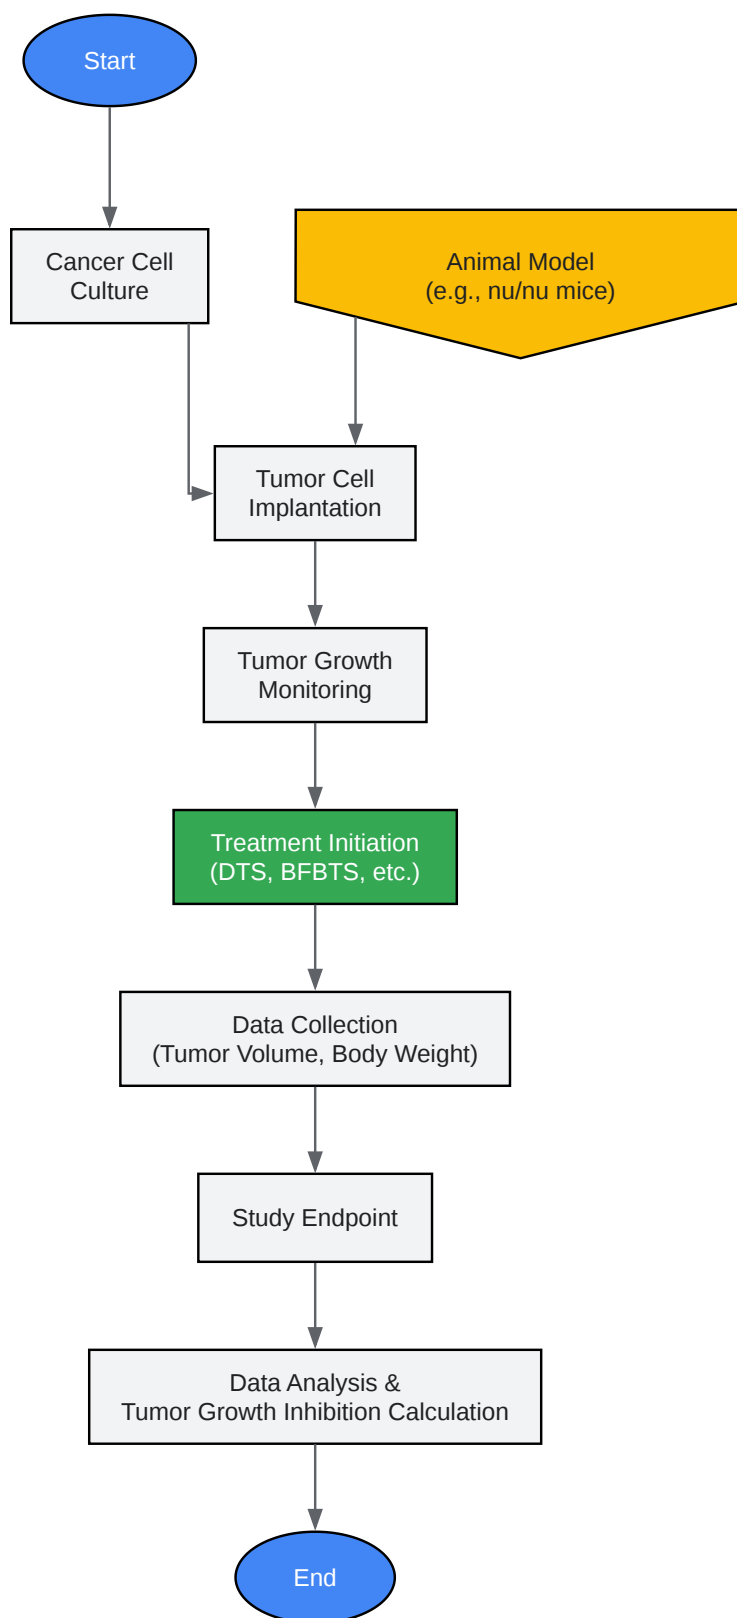 Start
Cancer Cell
Culture
Animal Model
(e.g., nu/nu mice)
Tumor Cell
Implantation
Tumor Growth
Monitoring
Treatment Initiation
(DTS, BFBTS, etc.)
Data Collection
(Tumor Volume, Body Weight)
Study Endpoint
Data Analysis &
Tumor Growth Inhibition Calculation
End